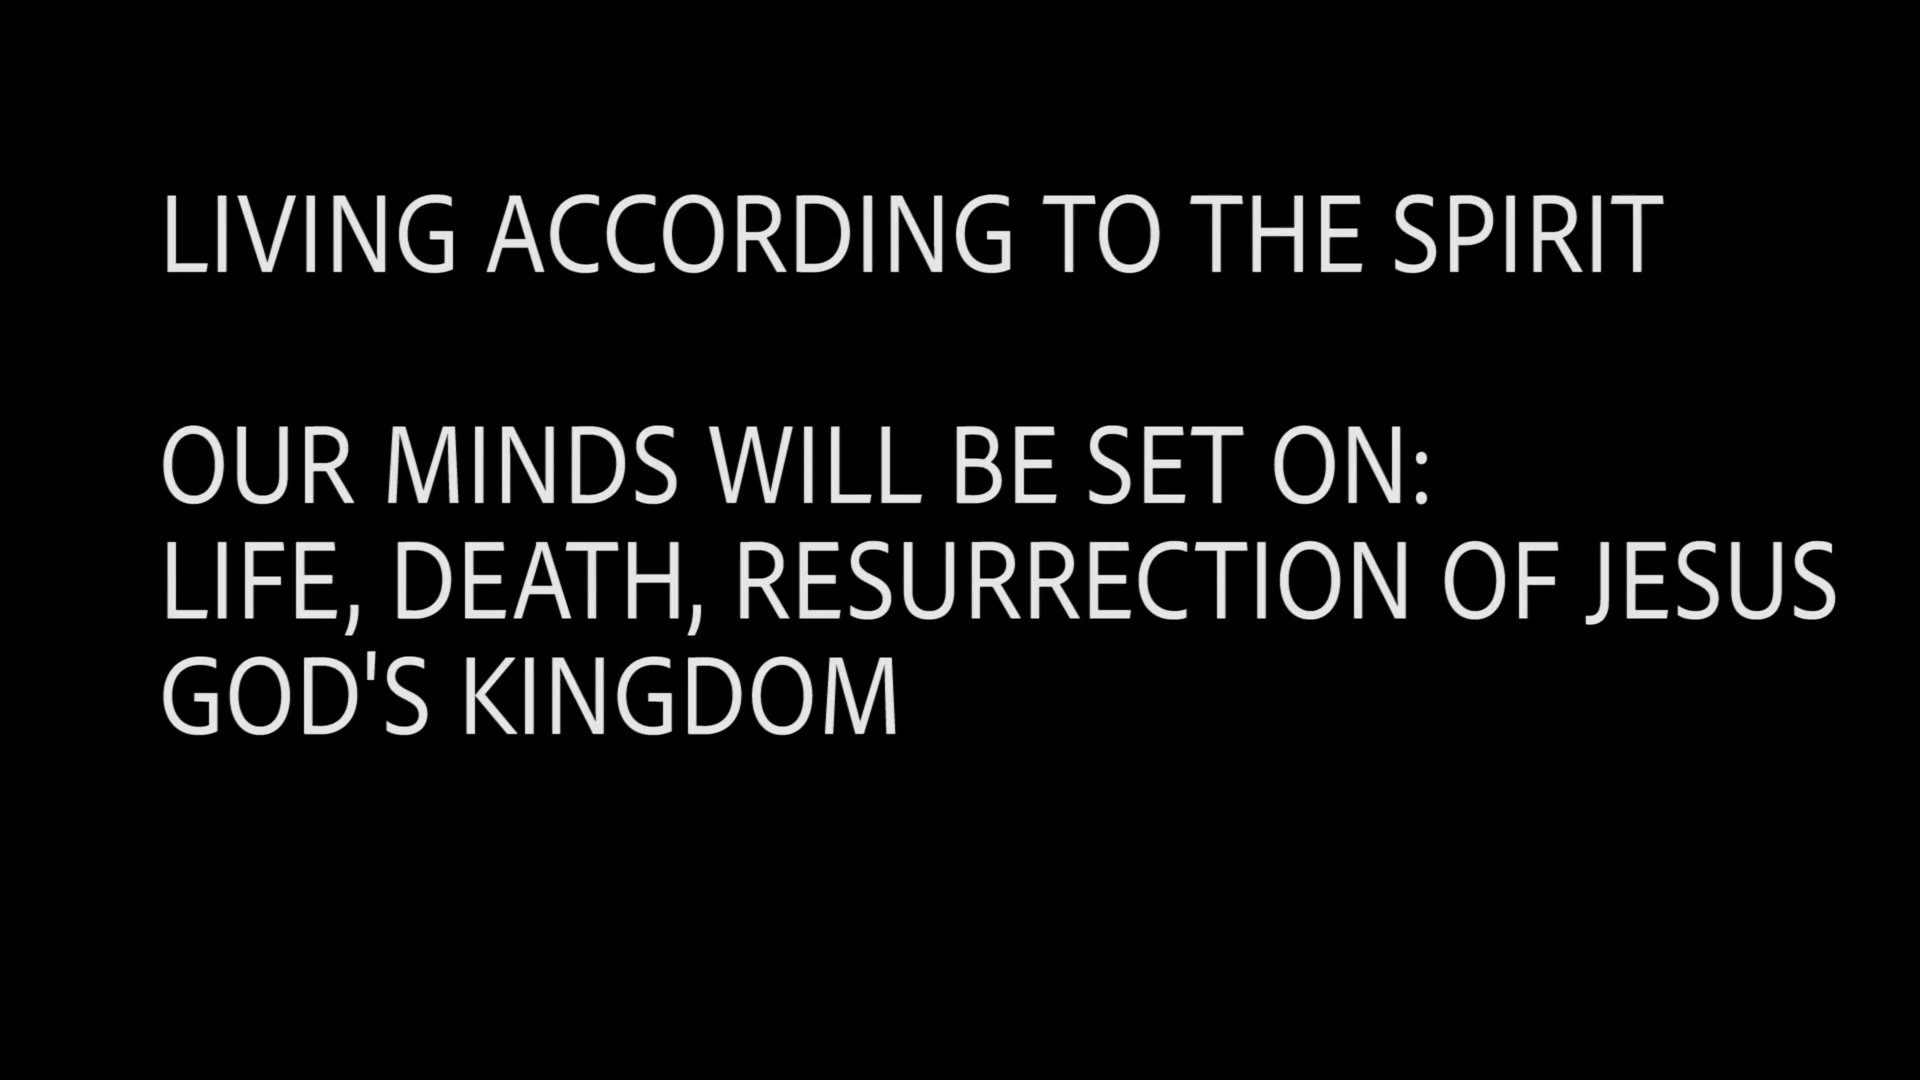 LIVING ACCORDING TO THE SPIRIT
OUR MINDS WILL BE SET ON:
LIFE, DEATH, RESURRECTION OF JESUS
GOD'S KINGDOM